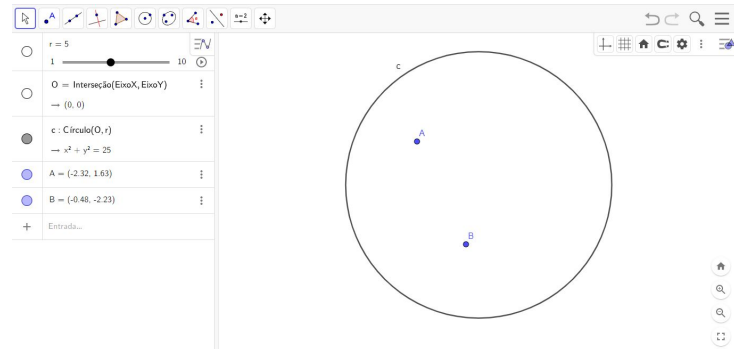 A
a=2
r = 5
1
10
O = Interseção(EixoX, EixoY)
→ (0, 0)
c : Círculo(O, r)
→ x² + y² = 25
A = (-2.32, 1.63)
B = (-0.48, -2.23)
+ Entrada...
c
A
B